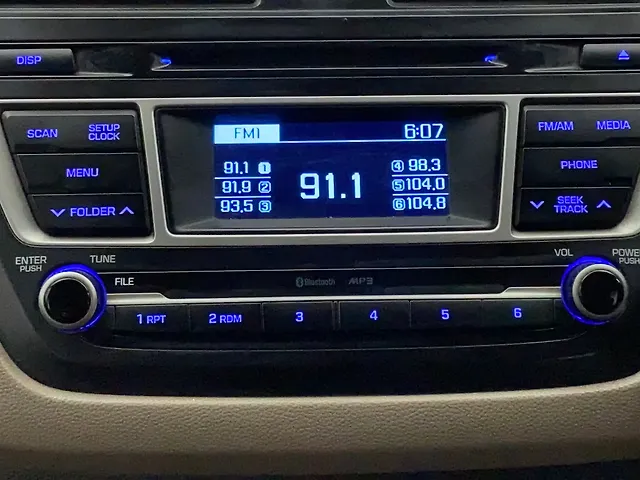 DISP
SCAN
SETUP
CLOCK
MENU
FOLDER
FM1 6:07
91.1 1
91.9 2
93.5 3
91.1
4 98.3
5 104.0
6 104.8
FM/AM MEDIA
PHONE
SEEK
TRACK
ENTER
PUSH
TUNE
FILE
Bluetooth MP3
VOL
POWE
PUSH
1 RPT 2 RDM 3 4 5 6